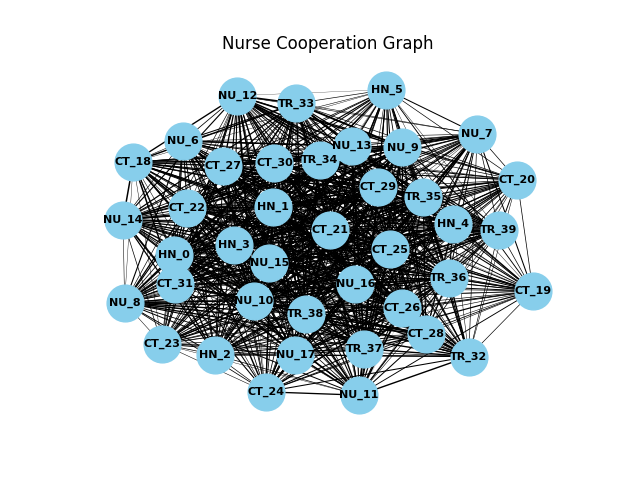 Nurse Cooperation Graph
HN_5
NU_12
TR_33
NU_7
NU_6
NU_13
NU_9
CT_18
CT_27
CT_30
TR_34
CT_20
CT_29
TR_35
CT_22
HN_1
NU_14
HN_4
CT_21
TR_39
HN_3
CT_25
HN_0
NU_15
TR_36
CT_31
NU_16
CT_19
NU_8
NU_10
CT_26
TR_38
CT_28
CT_23
HN_2
NU_17
TR_37
TR_32
CT_24
NU_11